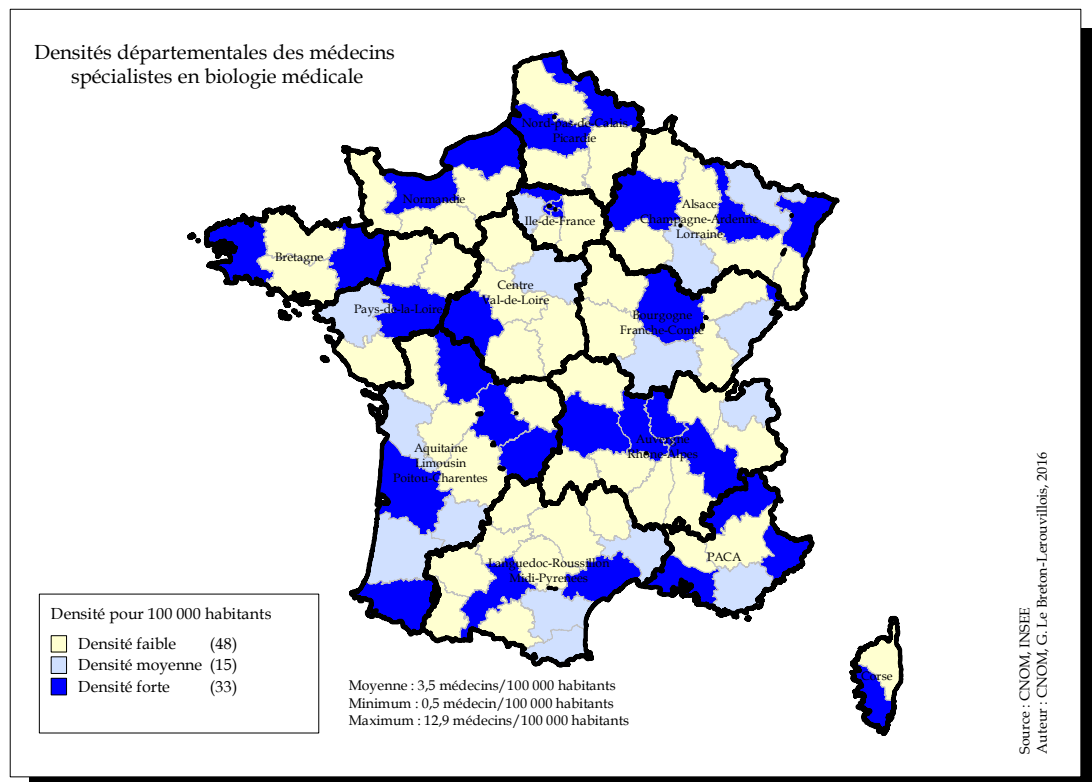 Densités départementales des médecins
spécialistes en biologie médicale
Nord-pas-de-Calais
Picardie
Normandie
Ile-de-France
Alsace
Champagne-Ardenne
Lorraine
Bretagne
Pays-de-la-Loire
Centre
Val-de-Loire
Bourgogne
Franche-Comté
Aquitaine
Limousin
Poitou-Charentes
Auvergne
Rhône-Alpes
Languedoc-Roussillon
Midi-Pyrénées
PACA
Corse
Densité pour 100 000 habitants
Densité faible (48)
Densité moyenne (15)
Densité forte (33)
Moyenne : 3,5 médecins/100 000 habitants
Minimum : 0,5 médecin/100 000 habitants
Maximum : 12,9 médecins/100 000 habitants
Source : CNOM, INSEE
Auteur : CNOM, G. Le Breton-Lerouvillois, 2016